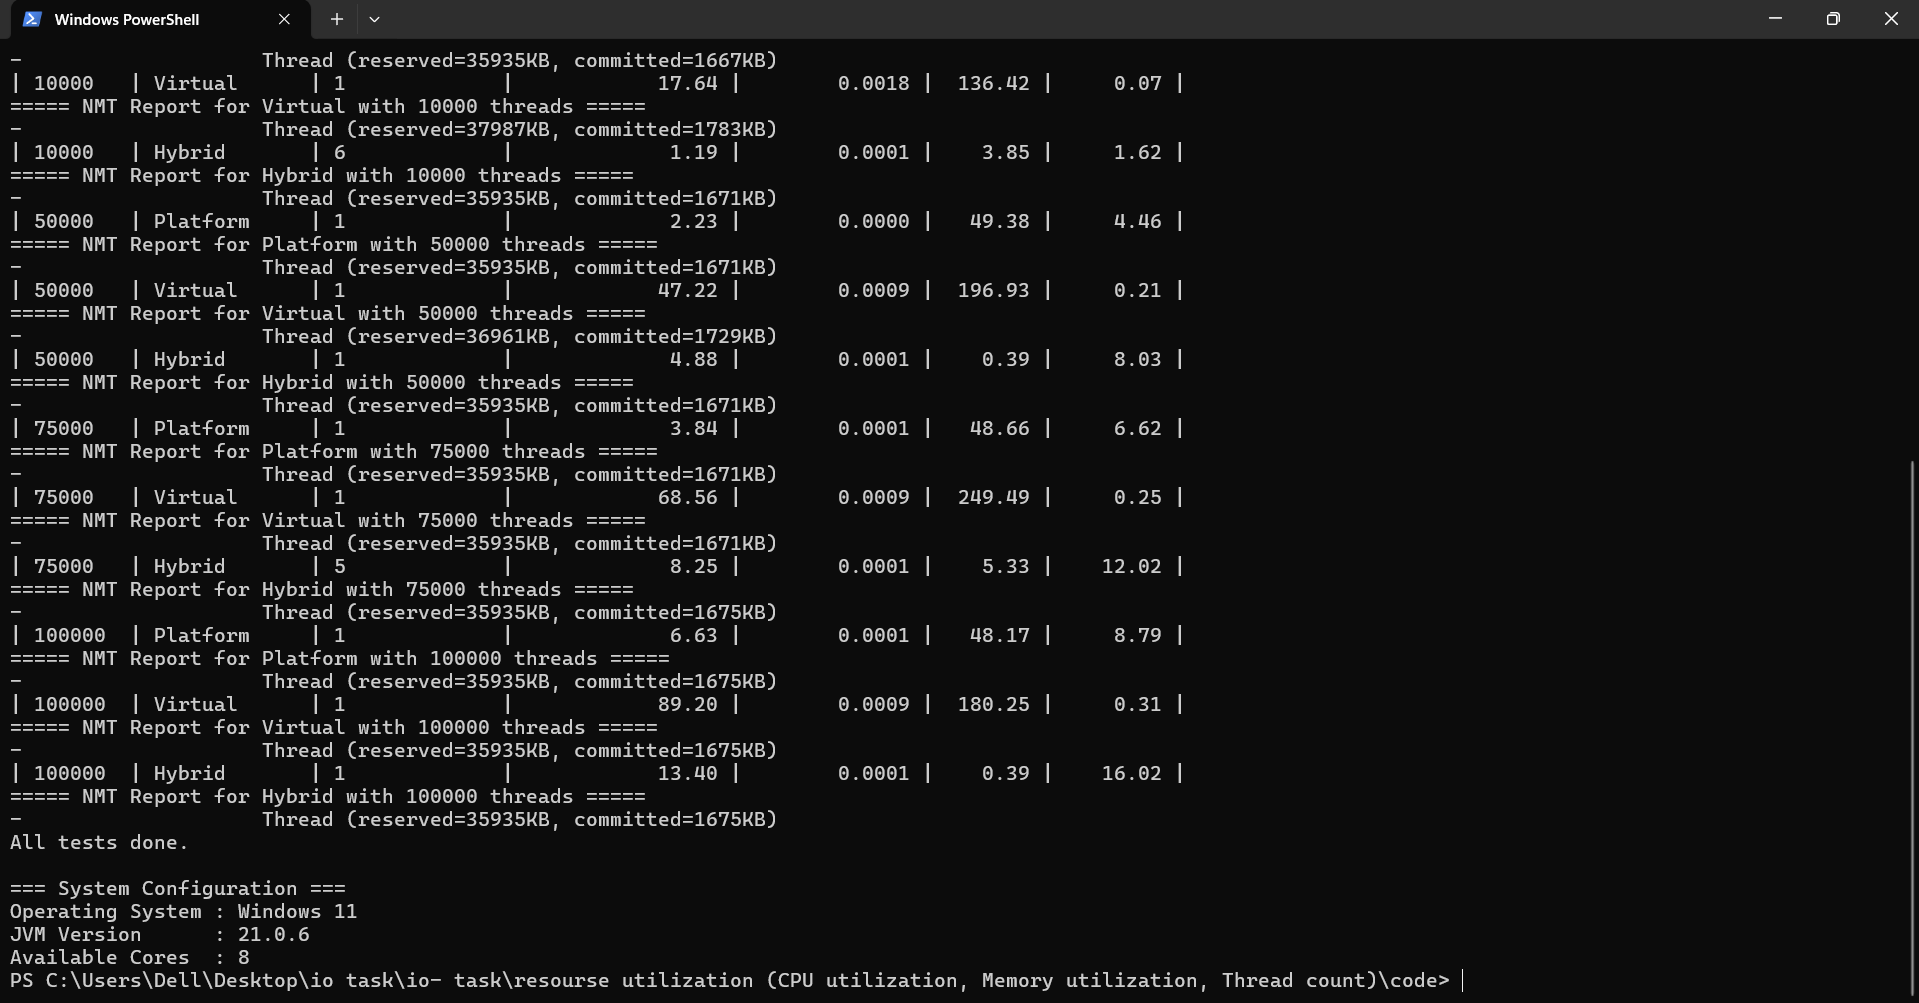 Windows PowerShell
-                    Thread (reserved=35935KB, committed=1667KB)
| 10000   | Virtual      | 1             |            17.64 |        0.0018 |  136.42 |     0.07 |
===== NMT Report for Virtual with 10000 threads =====
-                    Thread (reserved=37987KB, committed=1783KB)
| 10000   | Hybrid       | 6             |             1.19 |        0.0001 |    3.85 |     1.62 |
===== NMT Report for Hybrid with 10000 threads =====
-                    Thread (reserved=35935KB, committed=1671KB)
| 50000   | Platform     | 1             |             2.23 |        0.0000 |   49.38 |     4.46 |
===== NMT Report for Platform with 50000 threads =====
-                    Thread (reserved=35935KB, committed=1671KB)
| 50000   | Virtual      | 1             |            47.22 |        0.0009 |  196.93 |     0.21 |
===== NMT Report for Virtual with 50000 threads =====
-                    Thread (reserved=36961KB, committed=1729KB)
| 50000   | Hybrid       | 1             |             4.88 |        0.0001 |    0.39 |     8.03 |
===== NMT Report for Hybrid with 50000 threads =====
-                    Thread (reserved=35935KB, committed=1671KB)
| 75000   | Platform     | 1             |             3.84 |        0.0001 |   48.66 |     6.62 |
===== NMT Report for Platform with 75000 threads =====
-                    Thread (reserved=35935KB, committed=1671KB)
| 75000   | Virtual      | 1             |            68.56 |        0.0009 |  249.49 |     0.25 |
===== NMT Report for Virtual with 75000 threads =====
-                    Thread (reserved=35935KB, committed=1671KB)
| 75000   | Hybrid       | 5             |             8.25 |        0.0001 |    5.33 |    12.02 |
===== NMT Report for Hybrid with 75000 threads =====
-                    Thread (reserved=35935KB, committed=1675KB)
| 100000  | Platform     | 1             |             6.63 |        0.0001 |   48.17 |     8.79 |
===== NMT Report for Platform with 100000 threads =====
-                    Thread (reserved=35935KB, committed=1675KB)
| 100000  | Virtual      | 1             |            89.20 |        0.0009 |  180.25 |     0.31 |
===== NMT Report for Virtual with 100000 threads =====
-                    Thread (reserved=35935KB, committed=1675KB)
| 100000  | Hybrid       | 1             |            13.40 |        0.0001 |    0.39 |    16.02 |
===== NMT Report for Hybrid with 100000 threads =====
-                    Thread (reserved=35935KB, committed=1675KB)
All tests done.
=== System Configuration ===
Operating System : Windows 11
JVM Version      : 21.0.6
Available Cores  : 8
PS C:\Users\Dell\Desktop\io task\io- task\resourse utilization (CPU utilization, Memory utilization, Thread count)\code>